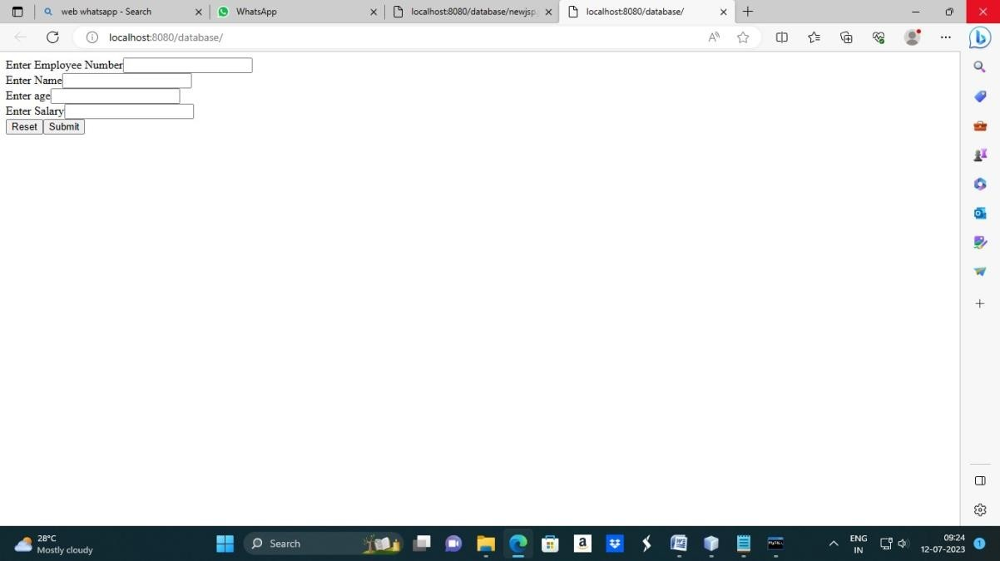 web whatsapp - Search
WhatsApp
localhost:8080/database/newjsp.
localhost:8080/database/
localhost:8080/database/
Enter Employee Number
Enter Name
Enter age
Enter Salary
Reset Submit
28°C
Mostly cloudy
Search
ENG
IN
09:24
12-07-2023
1